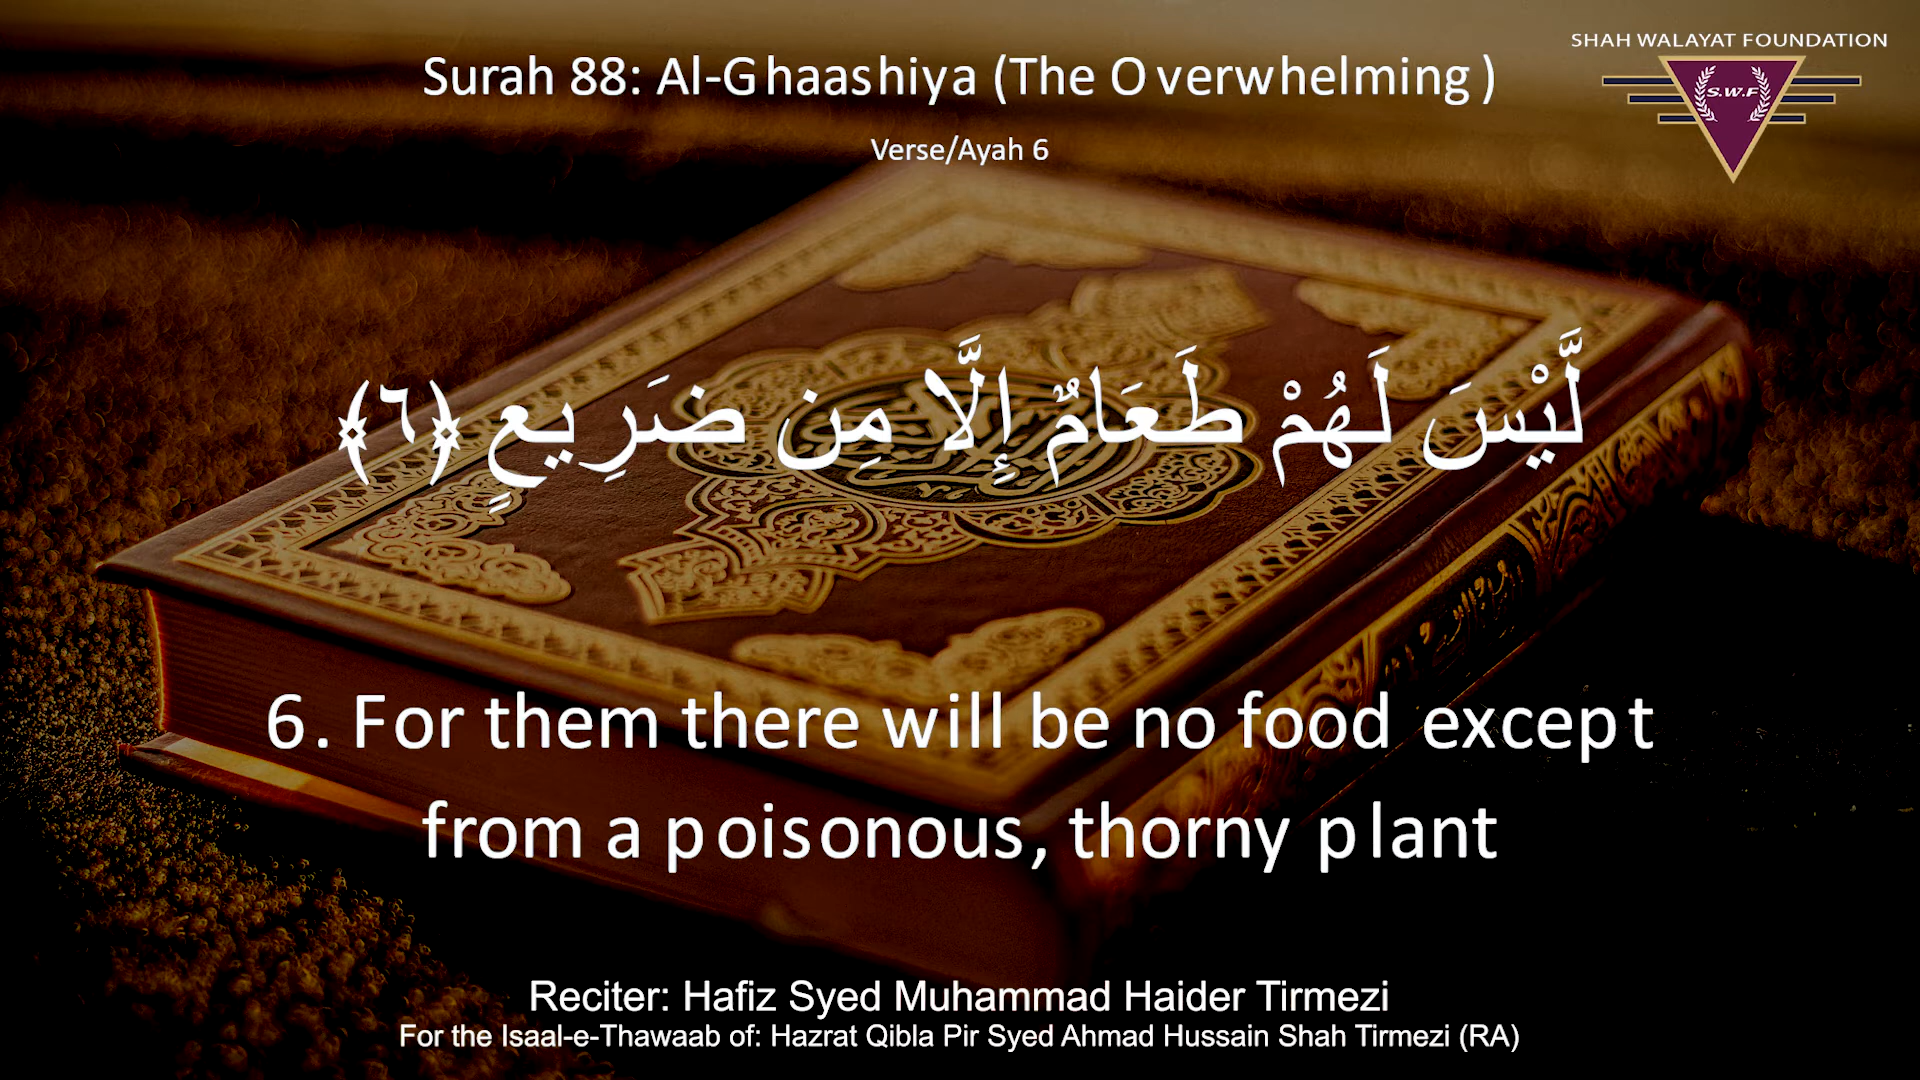 SHAH WALAYAT FOUNDATION
S.W.F
Surah 88: Al-Ghaashiya (The Overwhelming)
Verse/Ayah 6
لَّيْسَ لَهُمْ طَعَامٌ إِلَّا مِن ضَرِيعٍ ﴿٦﴾
6. For them there will be no food except
from a poisonous, thorny plant
Reciter: Hafiz Syed Muhammad Haider Tirmezi
For the Isaal-e-Thawaab of: Hazrat Qibla Pir Syed Ahmad Hussain Shah Tirmezi (RA)